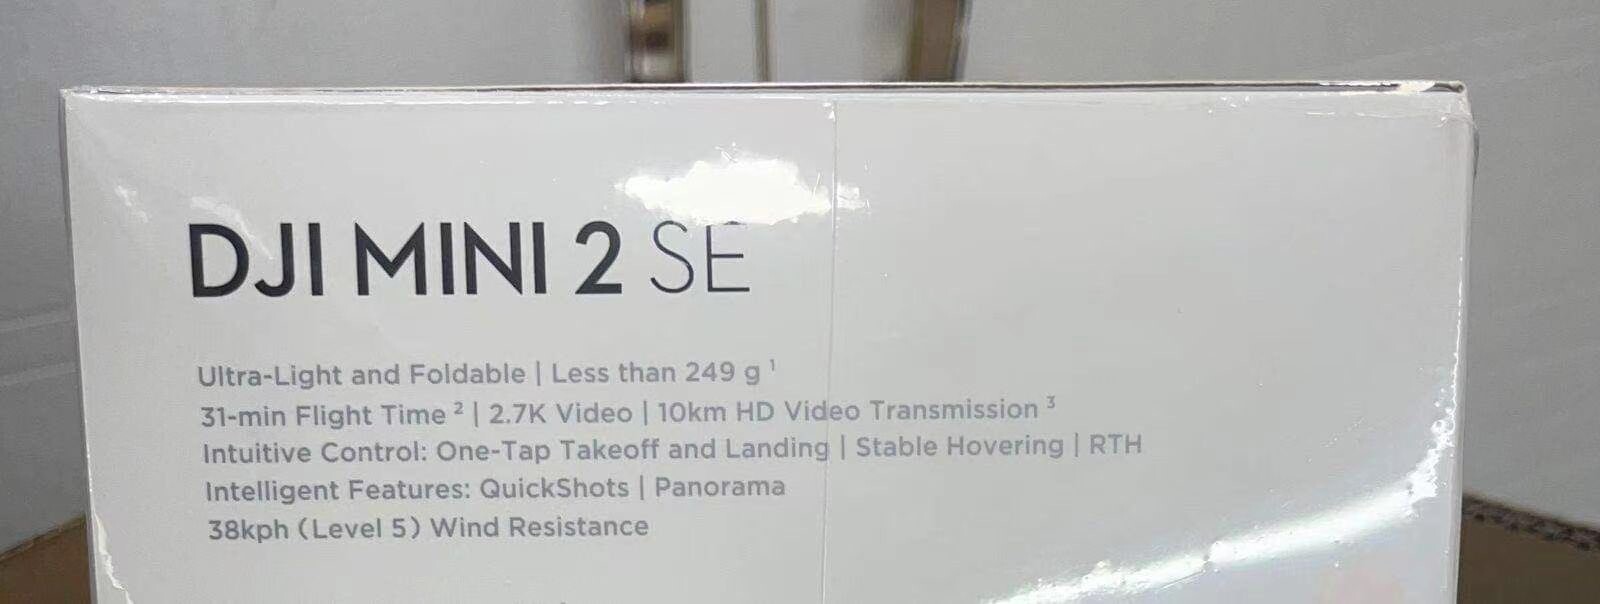 DJI MINI 2 SE
Ultra-Light and Foldable | Less than 249 g ¹
31-min Flight Time ² | 2.7K Video | 10km HD Video Transmission ³
Intuitive Control: One-Tap Takeoff and Landing | Stable Hovering | RTH
Intelligent Features: QuickShots | Panorama
38kph (Level 5) Wind Resistance